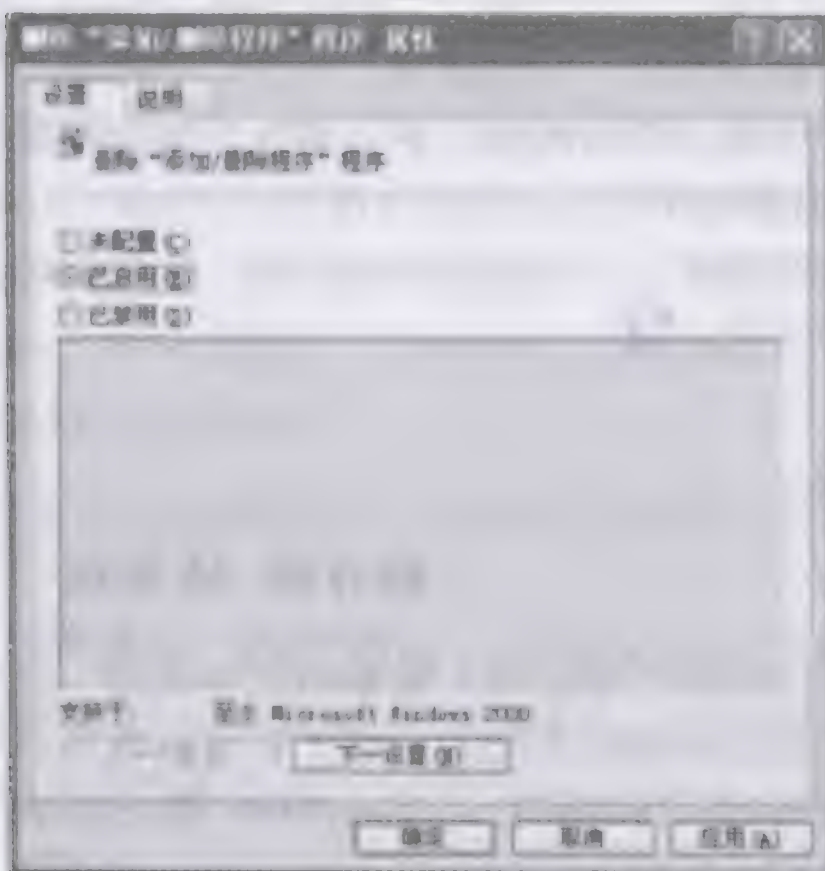 删除“添加/删除程序”程序 属性
设置 说明
删除“添加/删除程序”程序
未配置(C)
已启用(E)
已禁用(D)
支持于: 至少 Microsoft Windows 2000
下一设置(N)
确定 取消 应用(A)